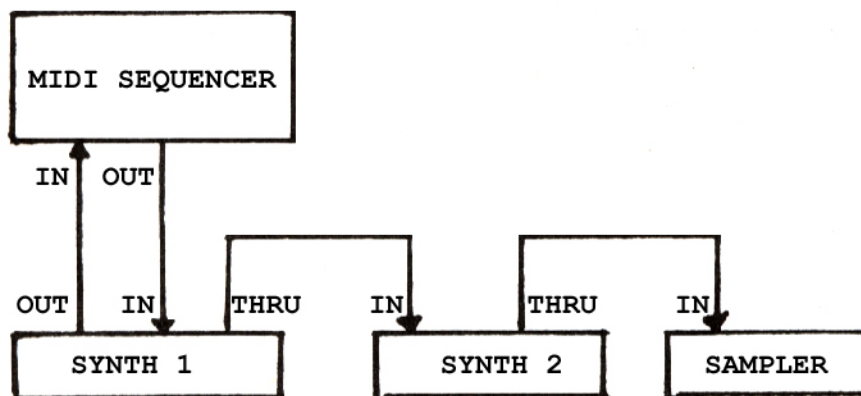 MIDI SEQUENCER
IN OUT
OUT IN THRU IN THRU IN
SYNTH 1 SYNTH 2 SAMPLER